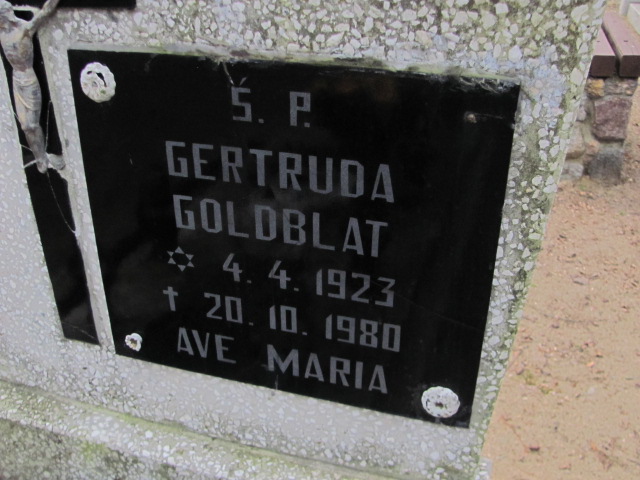 Ś. P.
GERTRUDA
GOLDBLAT
✡ 4. 4. 1923
✝ 20. 10. 1980
AVE MARIA